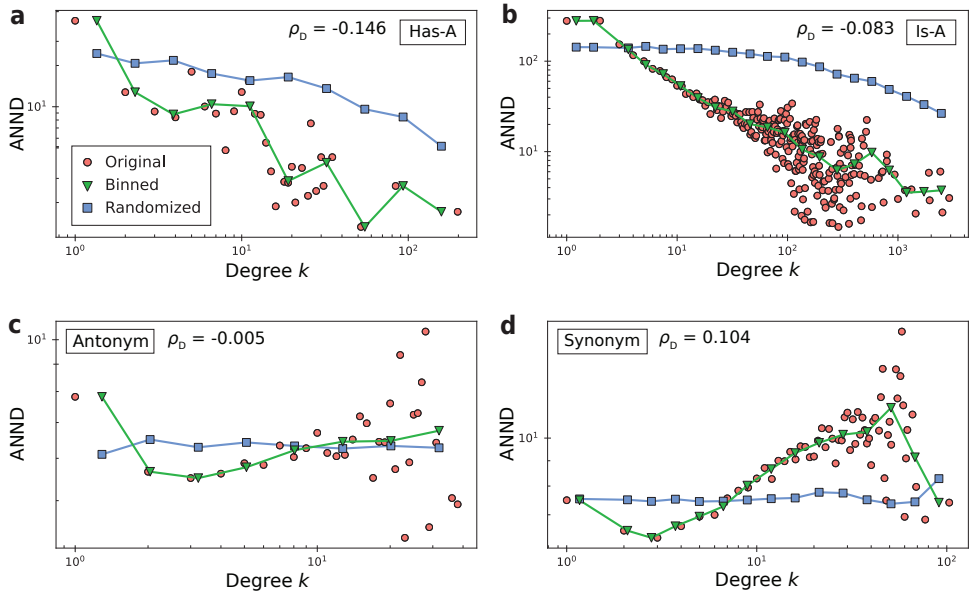 a
ρD = -0.146
Has-A
ANND
10¹
Original
Binned
Randomized
10⁰
10¹
10²
Degree k
b
ρD = -0.083
Is-A
ANND
10²
10¹
10⁰
10¹
10²
10³
Degree k
c
Antonym
ρD = -0.005
ANND
10¹
10⁰
10¹
Degree k
d
Synonym
ρD = 0.104
ANND
10¹
10⁰
10¹
10²
Degree k